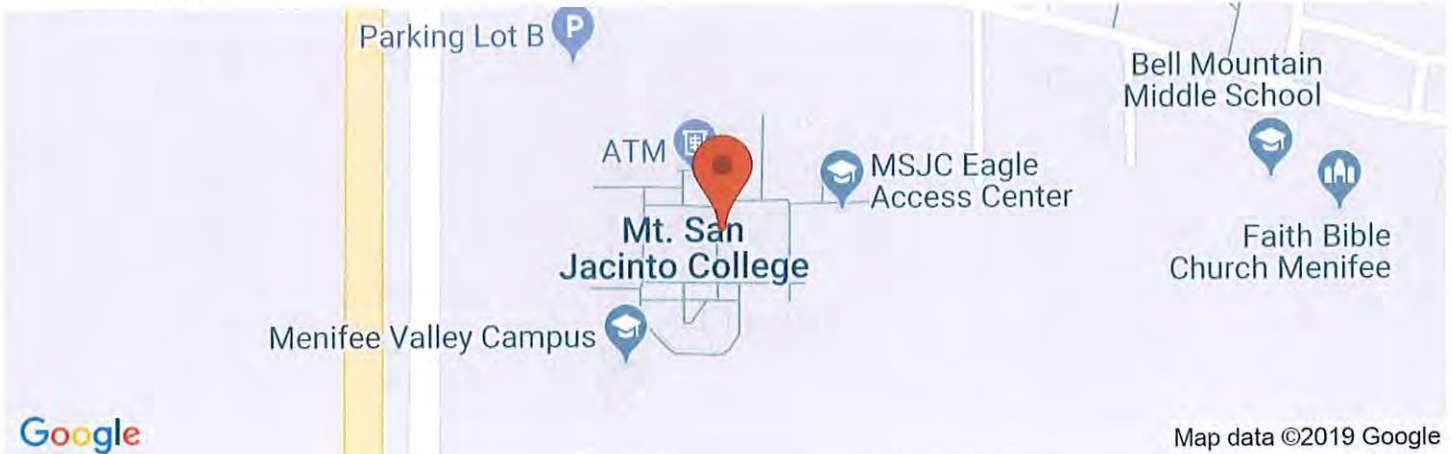 Parking Lot B
P
Bell Mountain
Middle School
ATM
MSJC Eagle
Access Center
Mt. San
Jacinto College
Faith Bible
Church Menifee
Menifee Valley Campus
Google
Map data ©2019 Google